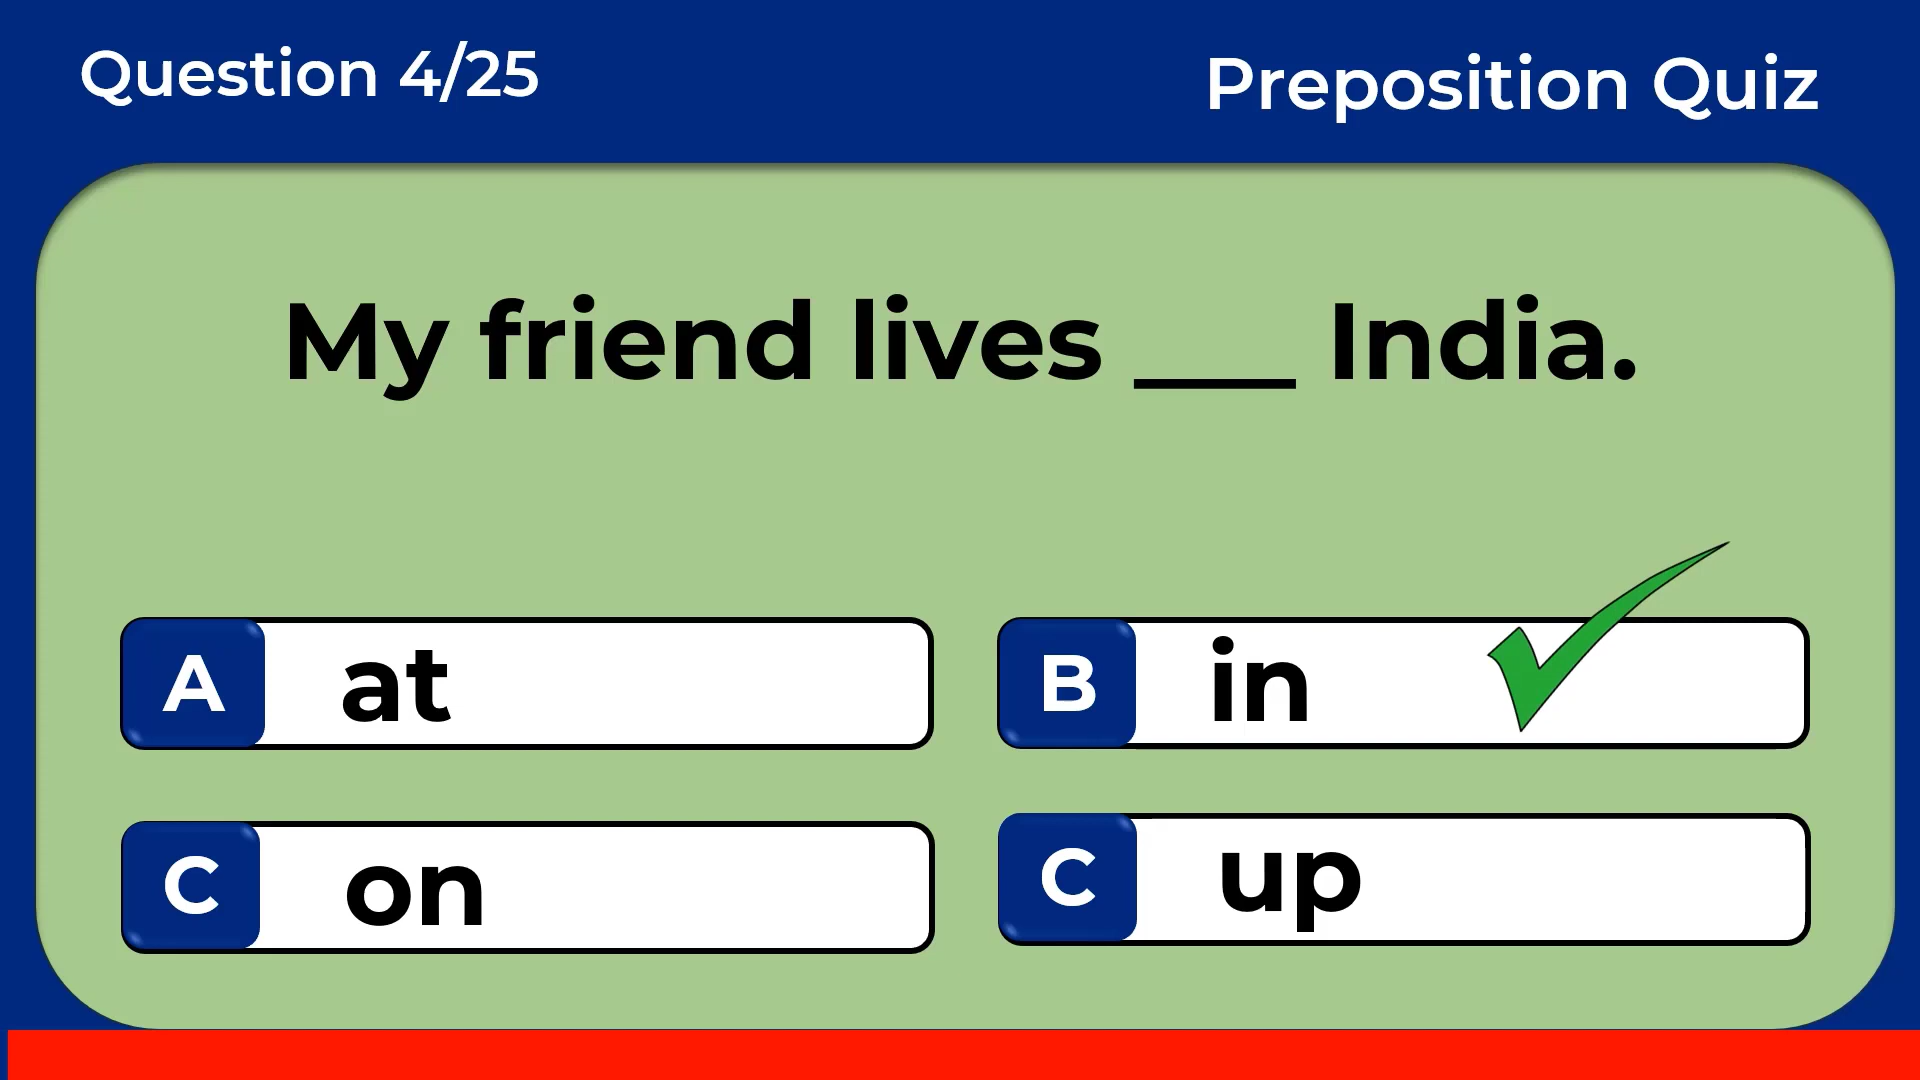 Question 4/25
Preposition Quiz
My friend lives ___ India.
A at
B in
C on
C up